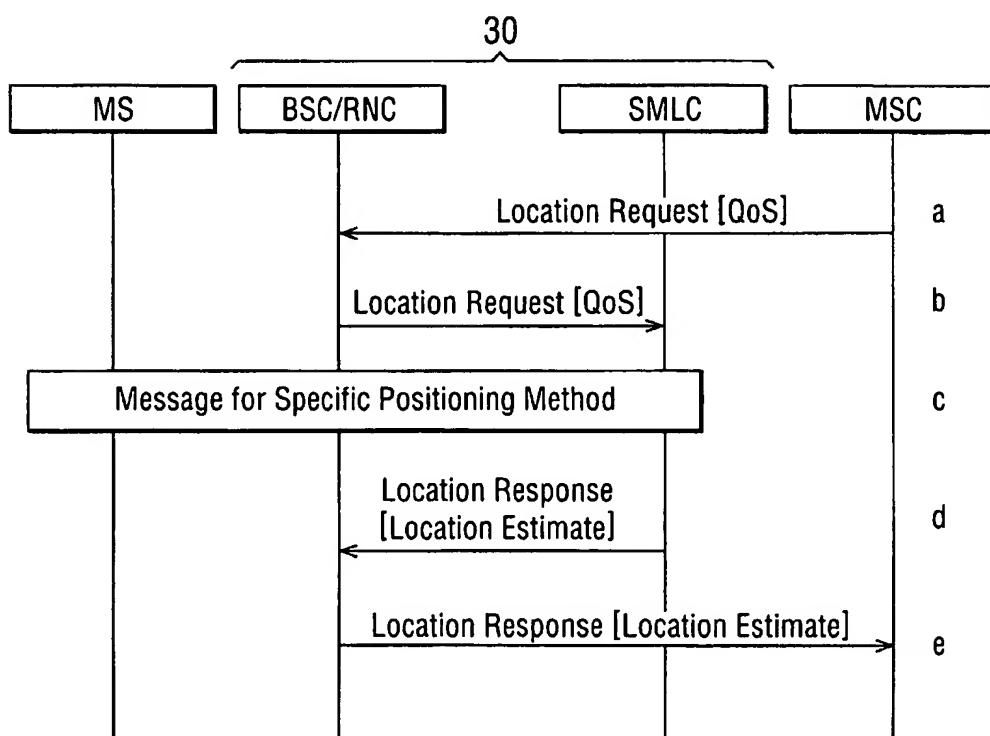 30
MS
BSC/RNC
SMLC
MSC
Location Request [QoS]
a
Location Request [QoS]
b
Message for Specific Positioning Method
c
Location Response
[Location Estimate]
d
Location Response [Location Estimate]
e